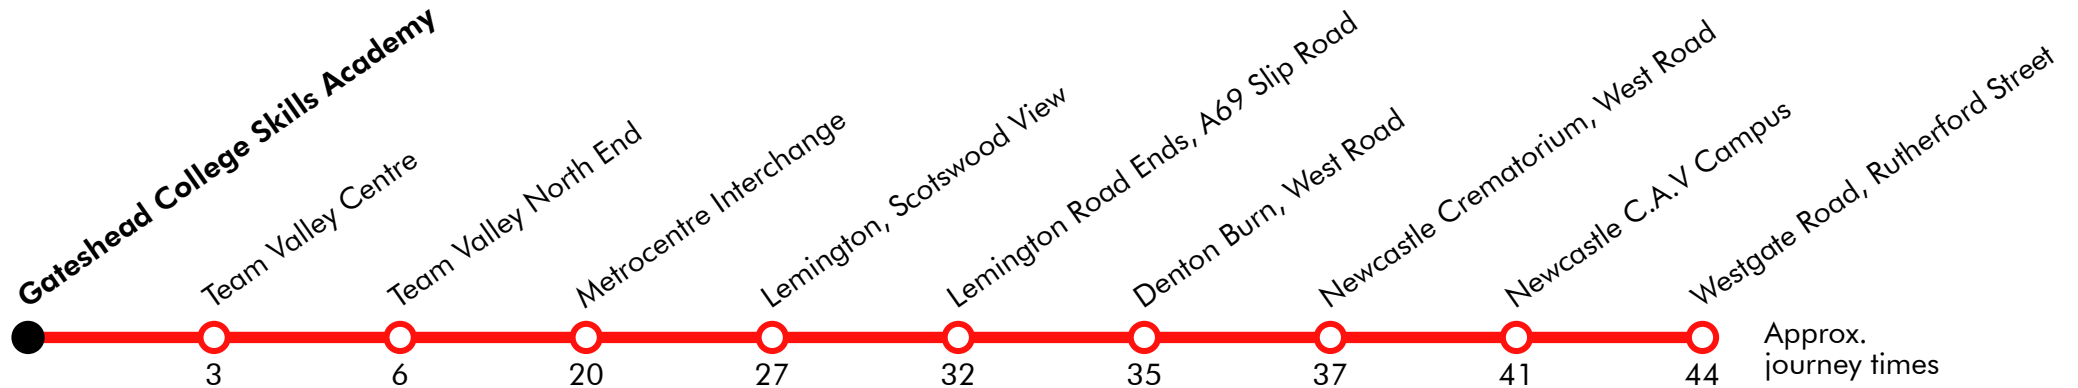 Gateshead College Skills Academy
Team Valley Centre
Team Valley North End
Metrocentre Interchange
Lemington, Scotswood View
Lemington Road Ends, A69 Slip Road
Denton Burn, West Road
Newcastle Crematorium, West Road
Newcastle C.A.V Campus
Westgate Road, Rutherford Street
3 6 20 27 32 35 37 41 44
Approx.
journey times